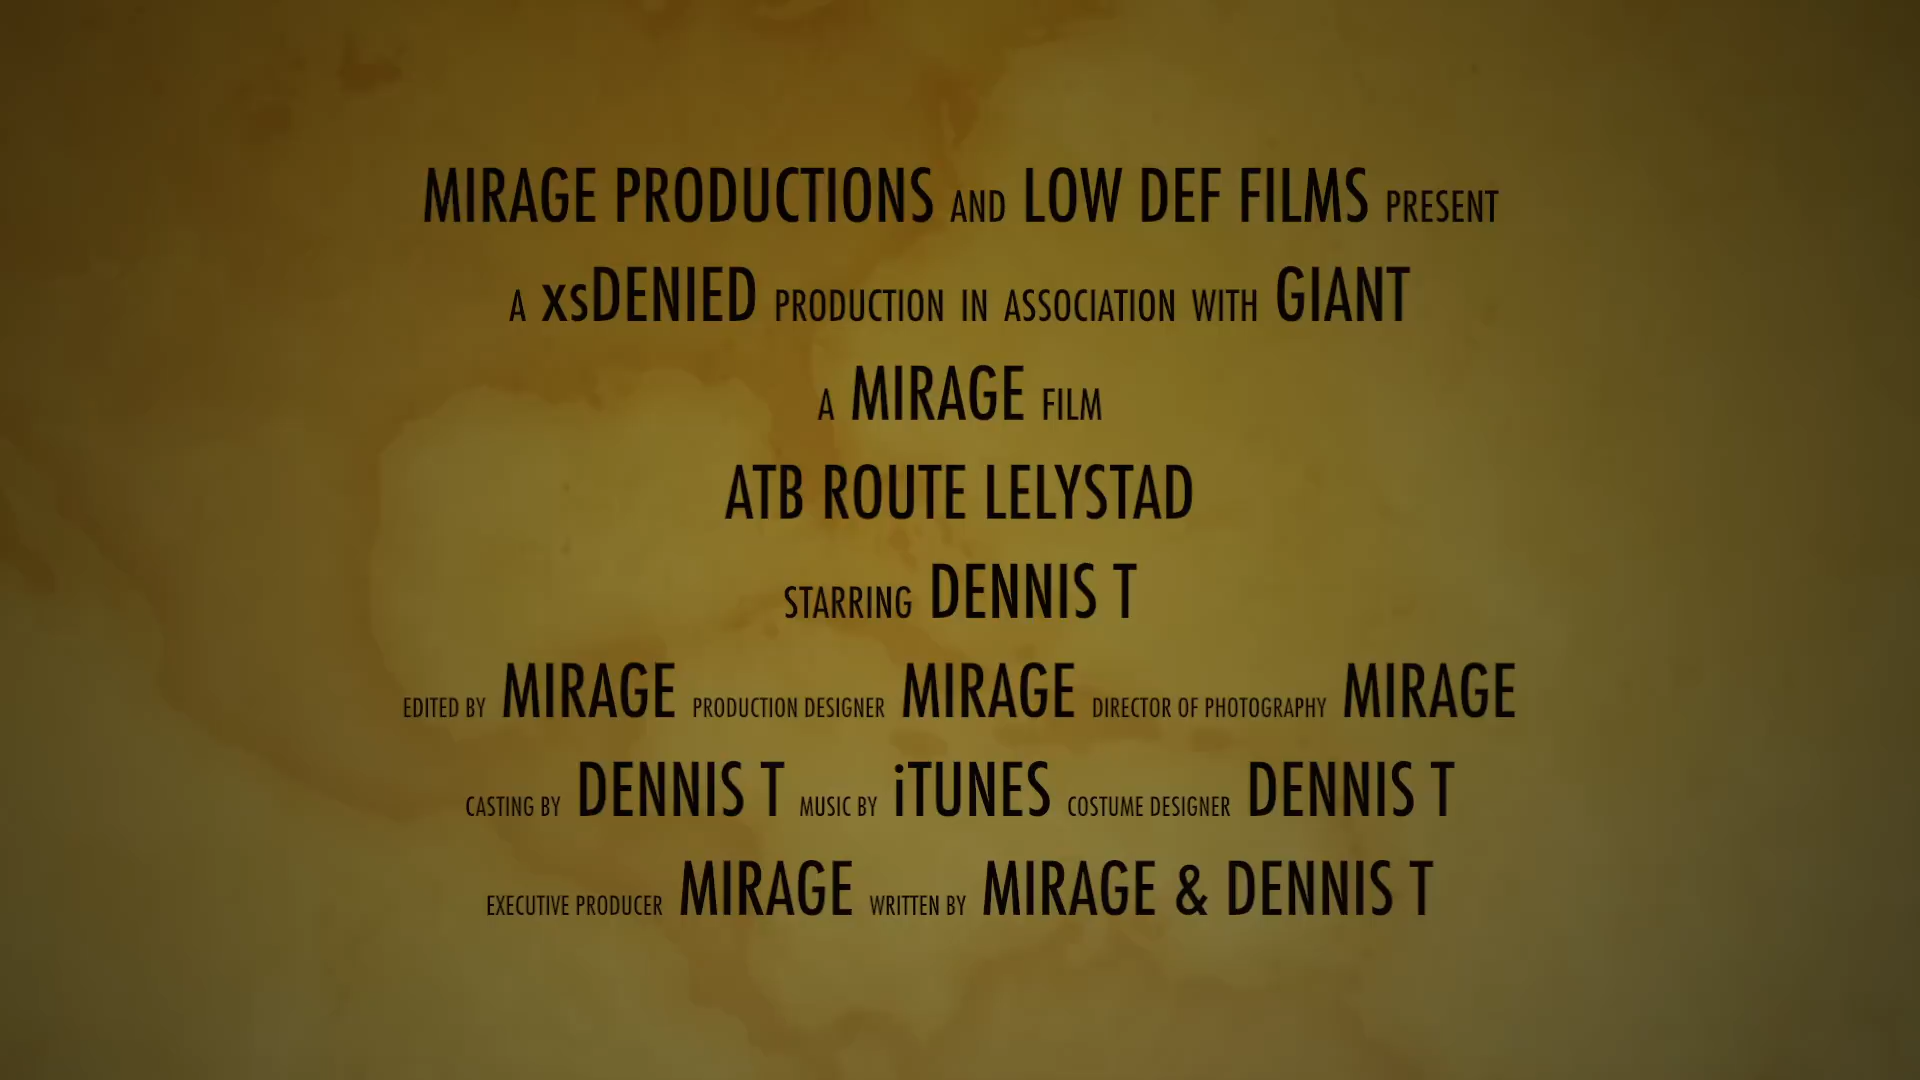 MIRAGE PRODUCTIONS AND LOW DEF FILMS PRESENT
A xsDENIED PRODUCTION IN ASSOCIATION WITH GIANT
A MIRAGE FILM
ATB ROUTE LELYSTAD
STARRING DENNIS T
EDITED BY MIRAGE PRODUCTION DESIGNER MIRAGE DIRECTOR OF PHOTOGRAPHY MIRAGE
CASTING BY DENNIS T MUSIC BY iTUNES COSTUME DESIGNER DENNIS T
EXECUTIVE PRODUCER MIRAGE WRITTEN BY MIRAGE & DENNIS T